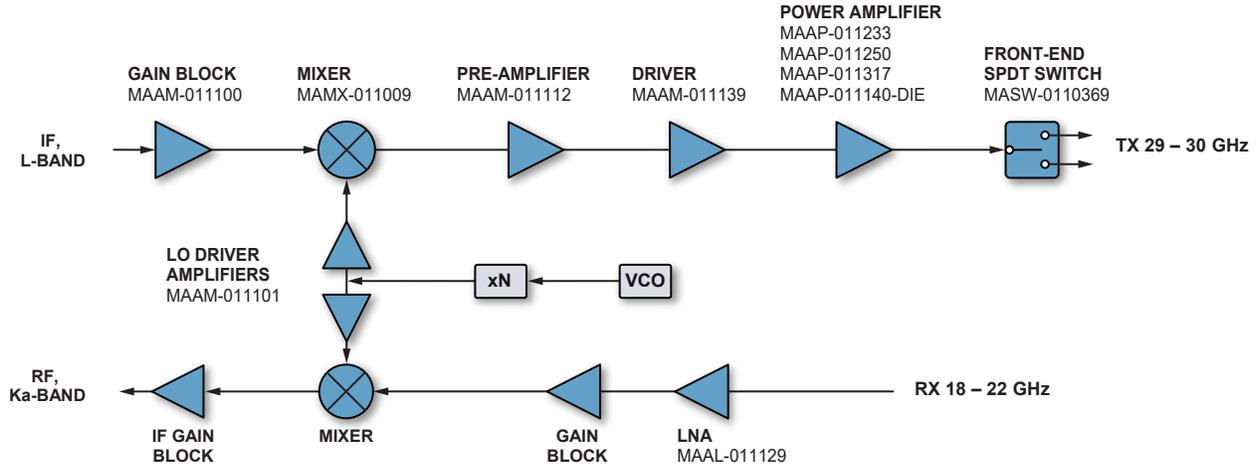 POWER AMPLIFIER
MAAP-011233
MAAP-011250
MAAP-011317
MAAP-011140-DIE
GAIN BLOCK
MAAM-011100
MIXER
MAMX-011009
PRE-AMPLIFIER
MAAM-011112
DRIVER
MAAM-011139
FRONT-END
SPDT SWITCH
MASW-0110369
IF,
L-BAND
TX 29 – 30 GHz
LO DRIVER
AMPLIFIERS
MAAM-011101
xN
VCO
RF,
Ka-BAND
RX 18 – 22 GHz
IF GAIN
BLOCK
MIXER
GAIN
BLOCK
LNA
MAAL-011129